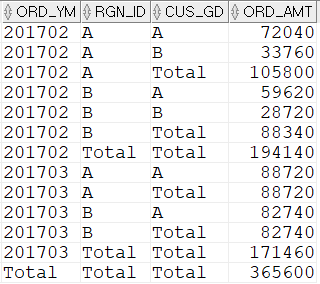 ORD_YM RGN_ID CUS_GD ORD_AMT
201702 A A 72040
201702 A B 33760
201702 A Total 105800
201702 B A 59620
201702 B B 28720
201702 B Total 88340
201702 Total Total 194140
201703 A A 88720
201703 A Total 88720
201703 B A 82740
201703 B Total 82740
201703 Total Total 171460
Total Total Total 365600